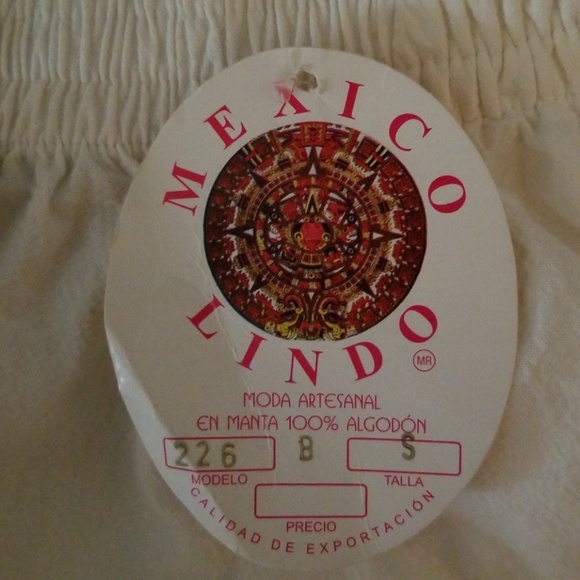 MEXICO
LINDO
MR
MODA ARTESANAL
EN MANTA 100% ALGODÓN
226 B S
MODELO TALLA
PRECIO
CALIDAD DE EXPORTACIÓN